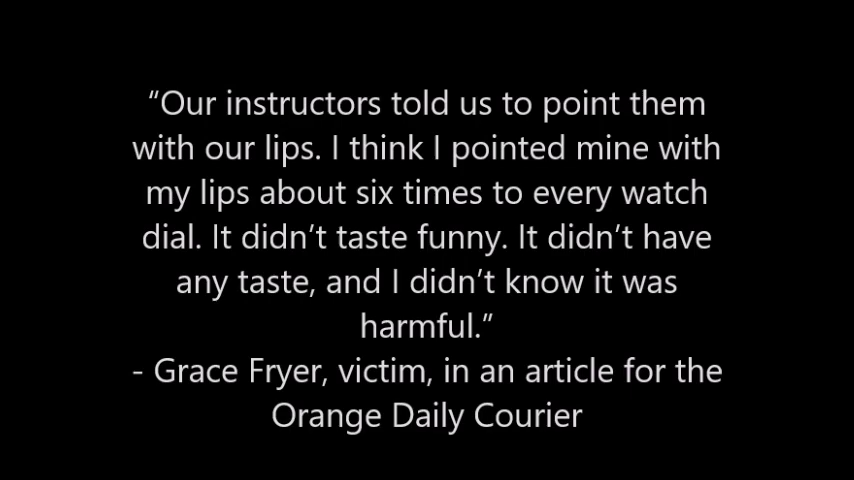 “Our instructors told us to point them
with our lips. I think I pointed mine with
my lips about six times to every watch
dial. It didn’t taste funny. It didn’t have
any taste, and I didn’t know it was
harmful.”
- Grace Fryer, victim, in an article for the
Orange Daily Courier